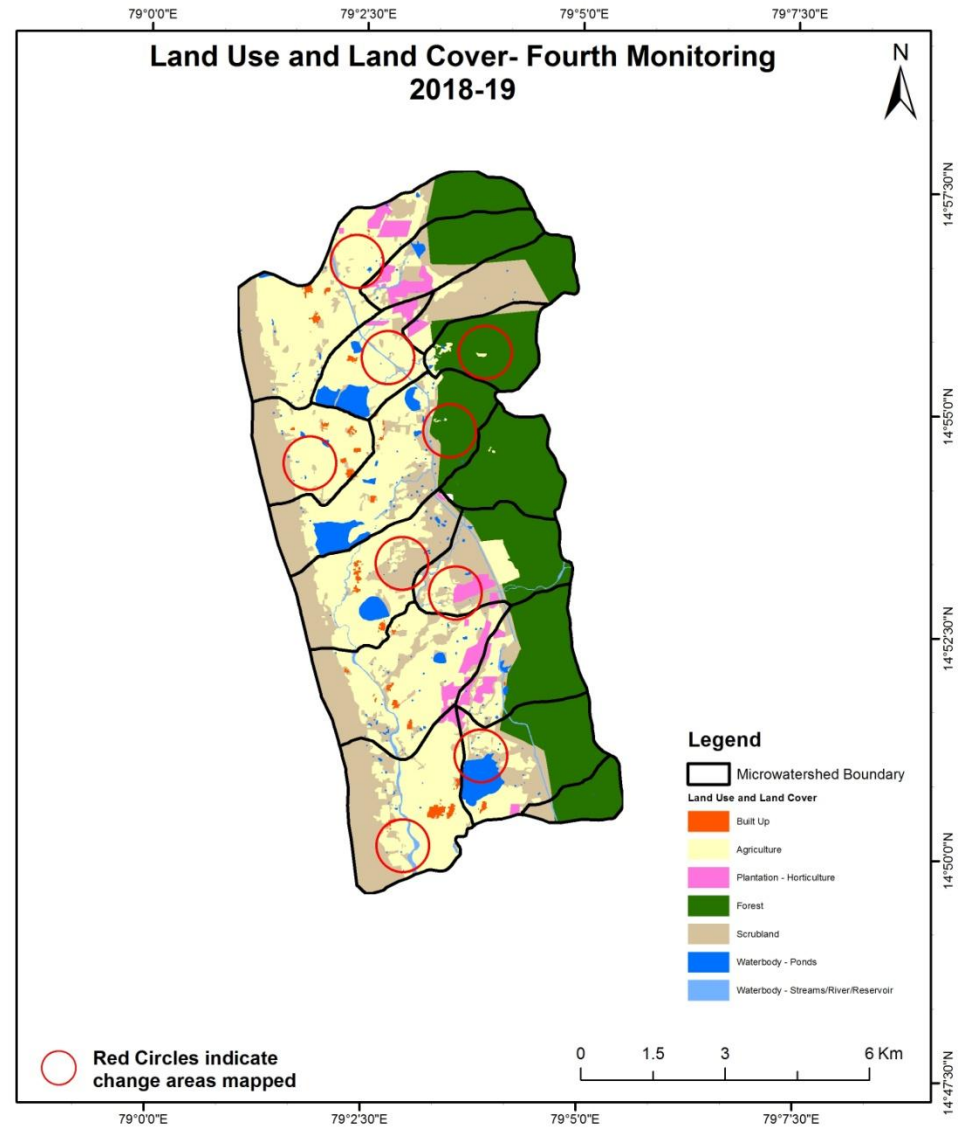 79°0'0"E 79°2'30"E 79°5'0"E 79°7'30"E
Land Use and Land Cover- Fourth Monitoring
2018-19
N
14°57'30"N
14°55'0"N
14°52'30"N
14°50'0"N
14°47'30"N
Legend
Microwatershed Boundary
Land Use and Land Cover
Built Up
Agriculture
Plantation - Horticulture
Forest
Scrubland
Waterbody - Ponds
Waterbody - Streams/River/Reservoir
Red Circles indicate
change areas mapped
0 1.5 3 6 Km
79°0'0"E 79°2'30"E 79°5'0"E 79°7'30"E